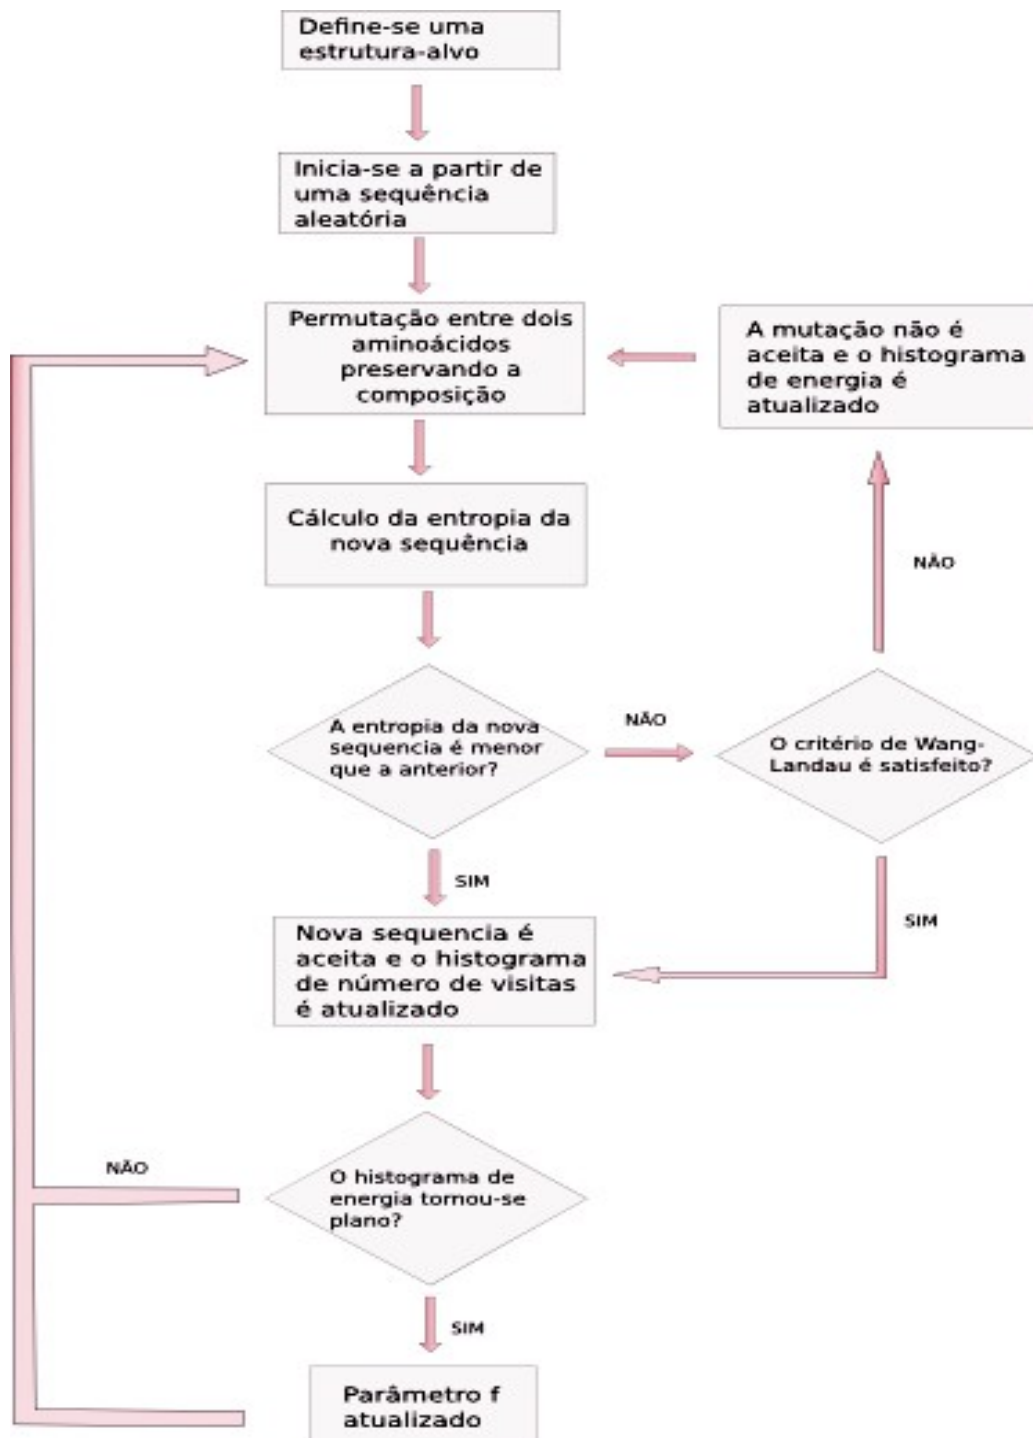 Define-se uma
estrutura-alvo
Inicia-se a partir de
uma sequência
aleatória
Permutação entre dois
aminoácidos
preservando a
composição
A mutação não é
aceita e o histograma
de energia é
atualizado
Cálculo da entropia da
nova sequência
NÃO
A entropia da nova
sequencia é menor
que a anterior?
NÃO
O critério de Wang-
Landau é satisfeito?
SIM
SIM
Nova sequencia é
aceita e o histograma
de número de visitas
é atualizado
O histograma de
energia tornou-se
plano?
NÃO
SIM
Parâmetro f
atualizado